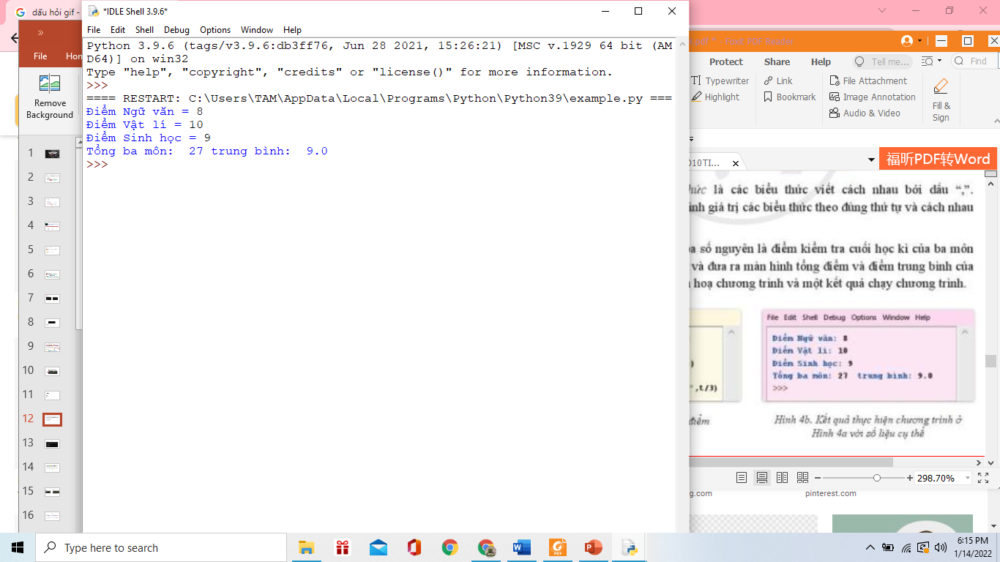 dấu hỏi gif -
*IDLE Shell 3.9.6*
File Edit Shell Debug Options Window Help
Python 3.9.6 (tags/v3.9.6:db3ff76, Jun 28 2021, 15:26:21) [MSC v.1929 64 bit (AM
D64)] on win32
Type "help", "copyright", "credits" or "license()" for more information.
>>>
==== RESTART: C:\Users\TAM\AppData\Local\Programs\Python\Python39\example.py ===
Điểm Ngữ văn = 8
Điểm Vật lí = 10
Điểm Sinh học = 9
Tổng ba môn:  27 trung bình:  9.0
>>>
»
File Hom
Remove
Background
1
2
3
4
5
6
7
8
9
10
11
12
13
14
15
16
.pdf * - Foxit PDF Reader
Protect Share Help Tell me... Find
Typewriter Link File Attachment
Highlight Bookmark Image Annotation
Audio & Video
Fill &
Sign
010TI...
福昕PDF转Word
là các biểu thức viết cách nhau bởi dấu “,”.
giá trị các biểu thức theo đúng thứ tự và cách nhau
số nguyên là điểm kiểm tra cuối học kì của ba môn
và đưa ra màn hình tổng điểm và điểm trung bình của
hoạ chương trình và một kết quả chạy chương trình.
)
",t/3)
File Edit Shell Debug Options Window Help
Điểm Ngữ văn: 8
Điểm Vật lí: 10
Điểm Sinh học: 9
Tổng ba môn: 27 trung bình: 9.0
>>>
điểm
Hình 4b. Kết quả thực hiện chương trình ở
Hình 4a với số liệu cụ thể
298.70%
g.com
pinterest.com
Type here to search
6:15 PM
1/14/2022